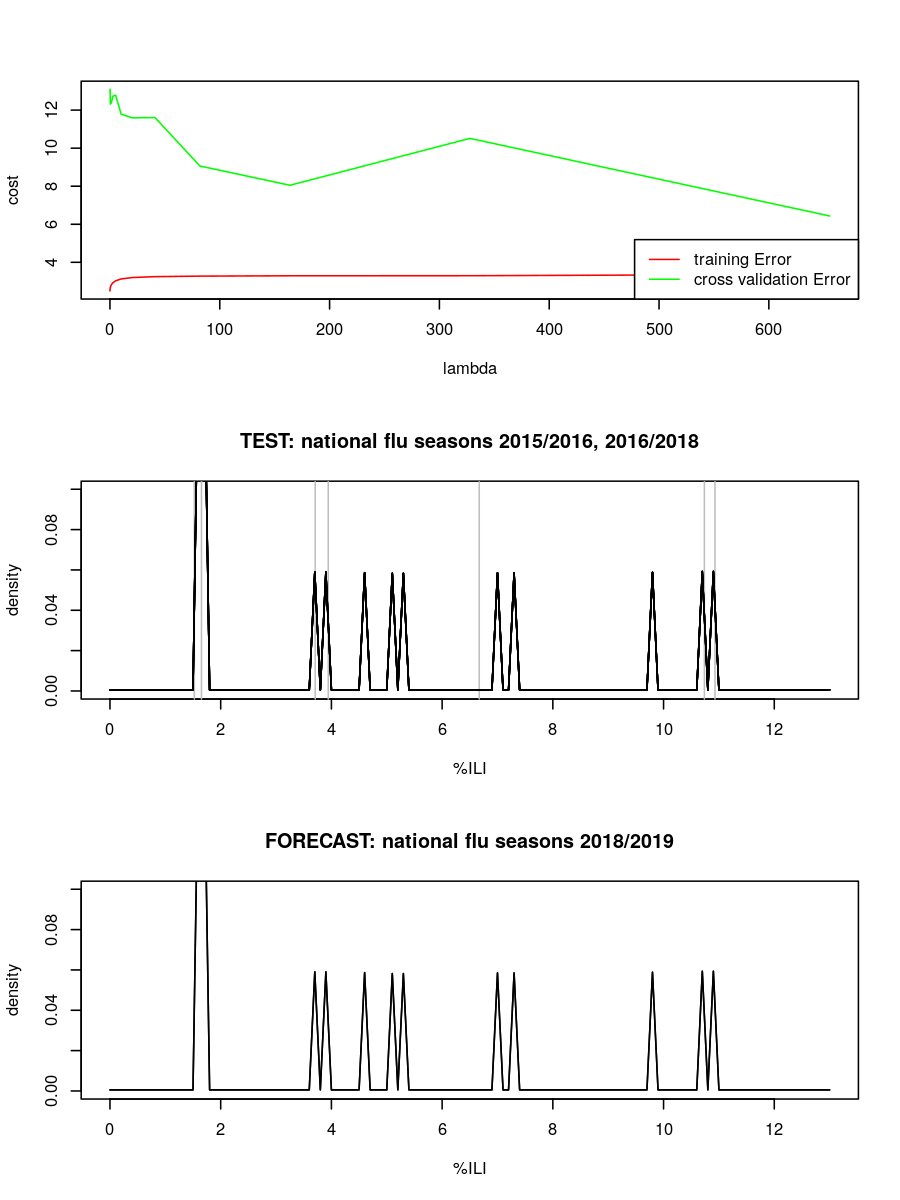 12
10
8
6
4
cost
training Error
cross validation Error
0 100 200 300 400 500 600
lambda
TEST: national flu seasons 2015/2016, 2016/2018
0.08
0.04
0.00
density
0 2 4 6 8 10 12
%ILI
FORECAST: national flu seasons 2018/2019
0.08
0.04
0.00
density
0 2 4 6 8 10 12
%ILI